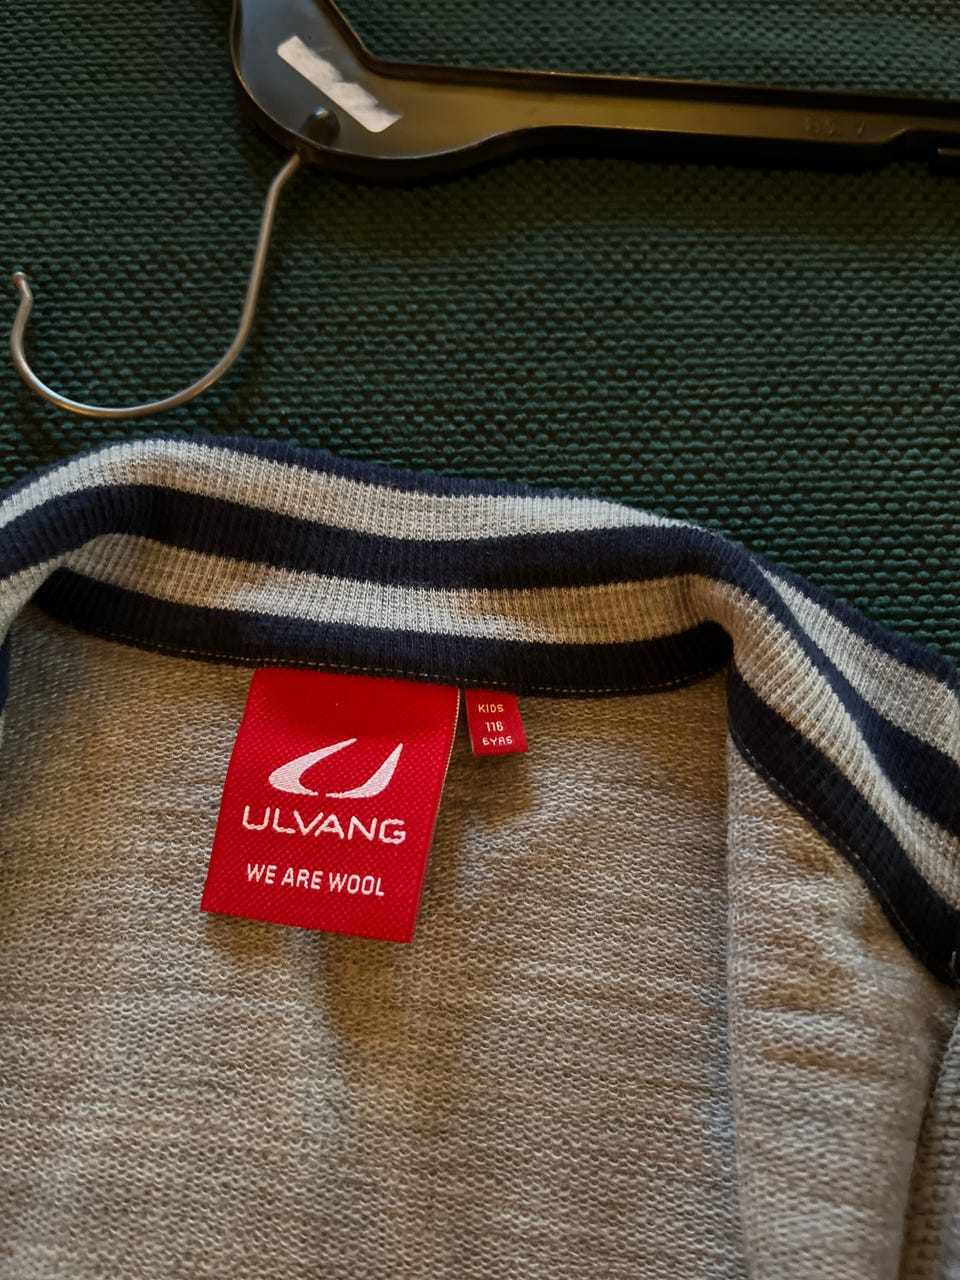 ULVANG
WE ARE WOOL
KIDS
116
6YRS